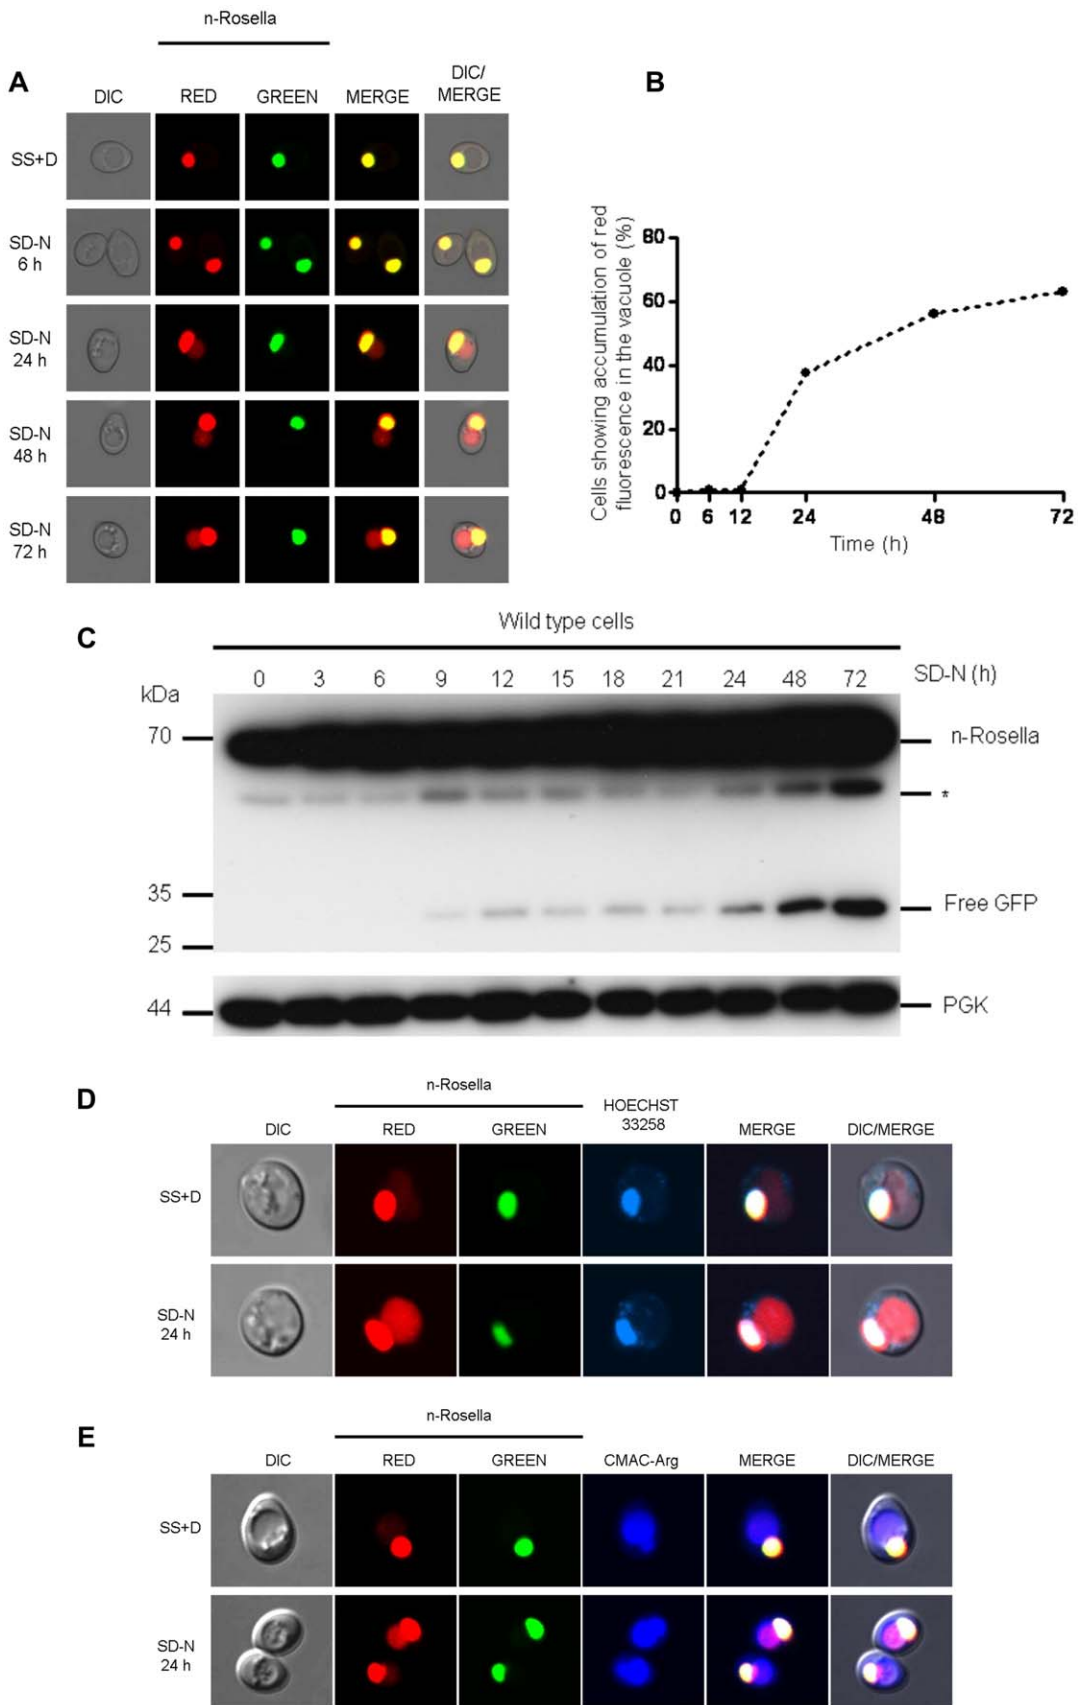 n-Rosella
A
DIC RED GREEN MERGE DIC/
MERGE
SS+D
SD-N
6 h
SD-N
24 h
SD-N
48 h
SD-N
72 h
B
Cells showing accumulation of red
fluorescence in the vacuole (%)
80
60
40
20
0
0 6 12 24 48 72
Time (h)
C
Wild type cells
0 3 6 9 12 15 18 21 24 48 72 SD-N (h)
kDa
70 n-Rosella
*
35 Free GFP
25
44 PGK
D
n-Rosella
DIC RED GREEN HOECHST
33258 MERGE DIC/MERGE
SS+D
SD-N
24 h
E
n-Rosella
DIC RED GREEN CMAC-Arg MERGE DIC/MERGE
SS+D
SD-N
24 h